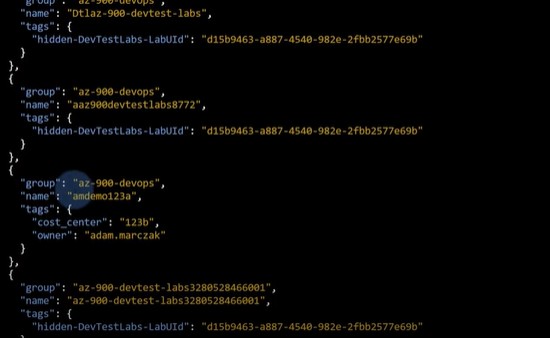 "group": "az-900-devops",
"name": "Dtlaz-900-devtest-labs",
"tags": {
"hidden-DevTestLabs-LabUId": "d15b9463-a887-4540-982e-2fbb2577e69b"
}
},
{
"group": "az-900-devops",
"name": "aaz900devtestlabs8772",
"tags": {
"hidden-DevTestLabs-LabUId": "d15b9463-a887-4540-982e-2fbb2577e69b"
}
},
{
"group": "az-900-devops",
"name": "amdemo123a",
"tags": {
"cost_center": "123b",
"owner": "adam.marczak"
}
},
{
"group": "az-900-devtest-labs3280528466001",
"name": "az-900-devtest-labs3280528466001",
"tags": {
"hidden-DevTestLabs-LabUId": "d15b9463-a887-4540-982e-2fbb2577e69b"
}